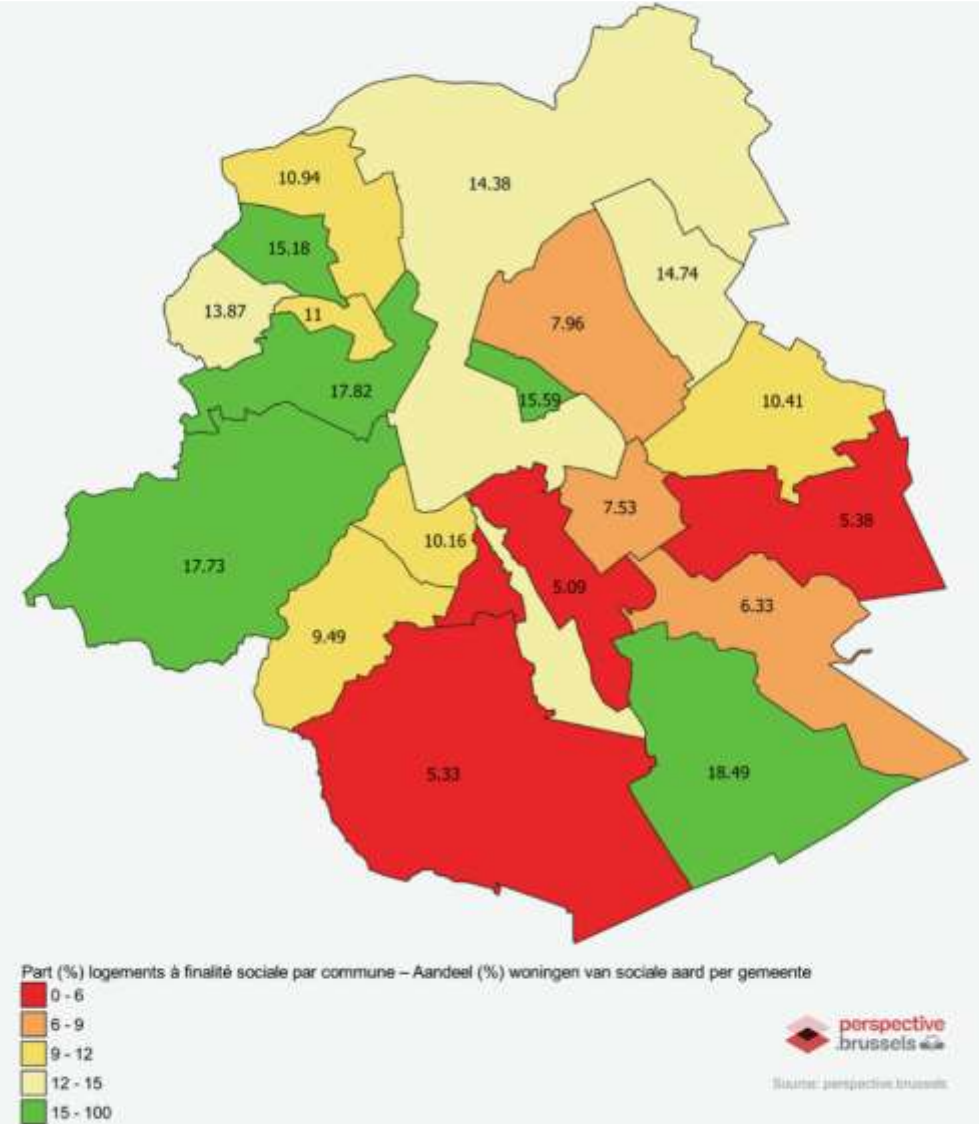 10.94
14.38
15.18
14.74
13.87
11
7.96
17.82
15.59
10.41
7.53
5.38
10.16
17.73
5.09
6.33
9.49
5.33
18.49
Part (%) logements à finalité sociale par commune – Aandeel (%) woningen van sociale aard per gemeente
0 - 6
6 - 9
9 - 12
12 - 15
15 - 100
perspective
.brussels
Source: perspective.brussels